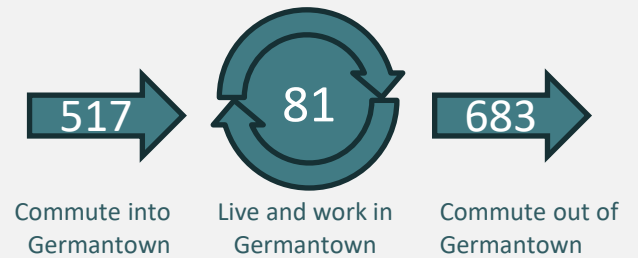 517
81
683
Commute into
Germantown
Live and work in
Germantown
Commute out of
Germantown